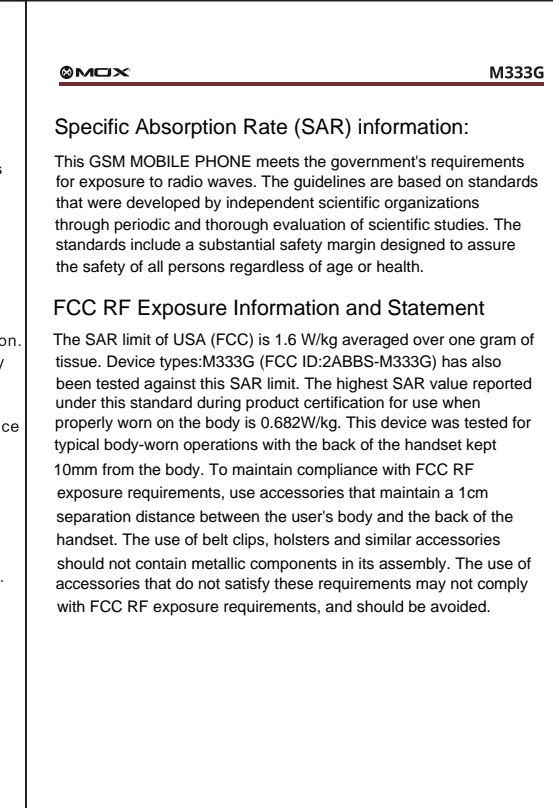 MOX
M333G
Specific Absorption Rate (SAR) information:
This GSM MOBILE PHONE meets the government's requirements
for exposure to radio waves. The guidelines are based on standards
that were developed by independent scientific organizations
through periodic and thorough evaluation of scientific studies. The
standards include a substantial safety margin designed to assure
the safety of all persons regardless of age or health.
FCC RF Exposure Information and Statement
The SAR limit of USA (FCC) is 1.6 W/kg averaged over one gram of
tissue. Device types:M333G (FCC ID:2ABBS-M333G) has also
been tested against this SAR limit. The highest SAR value reported
under this standard during product certification for use when
properly worn on the body is 0.682W/kg. This device was tested for
typical body-worn operations with the back of the handset kept
10mm from the body. To maintain compliance with FCC RF
exposure requirements, use accessories that maintain a 1cm
separation distance between the user's body and the back of the
handset. The use of belt clips, holsters and similar accessories
should not contain metallic components in its assembly. The use of
accessories that do not satisfy these requirements may not comply
with FCC RF exposure requirements, and should be avoided.